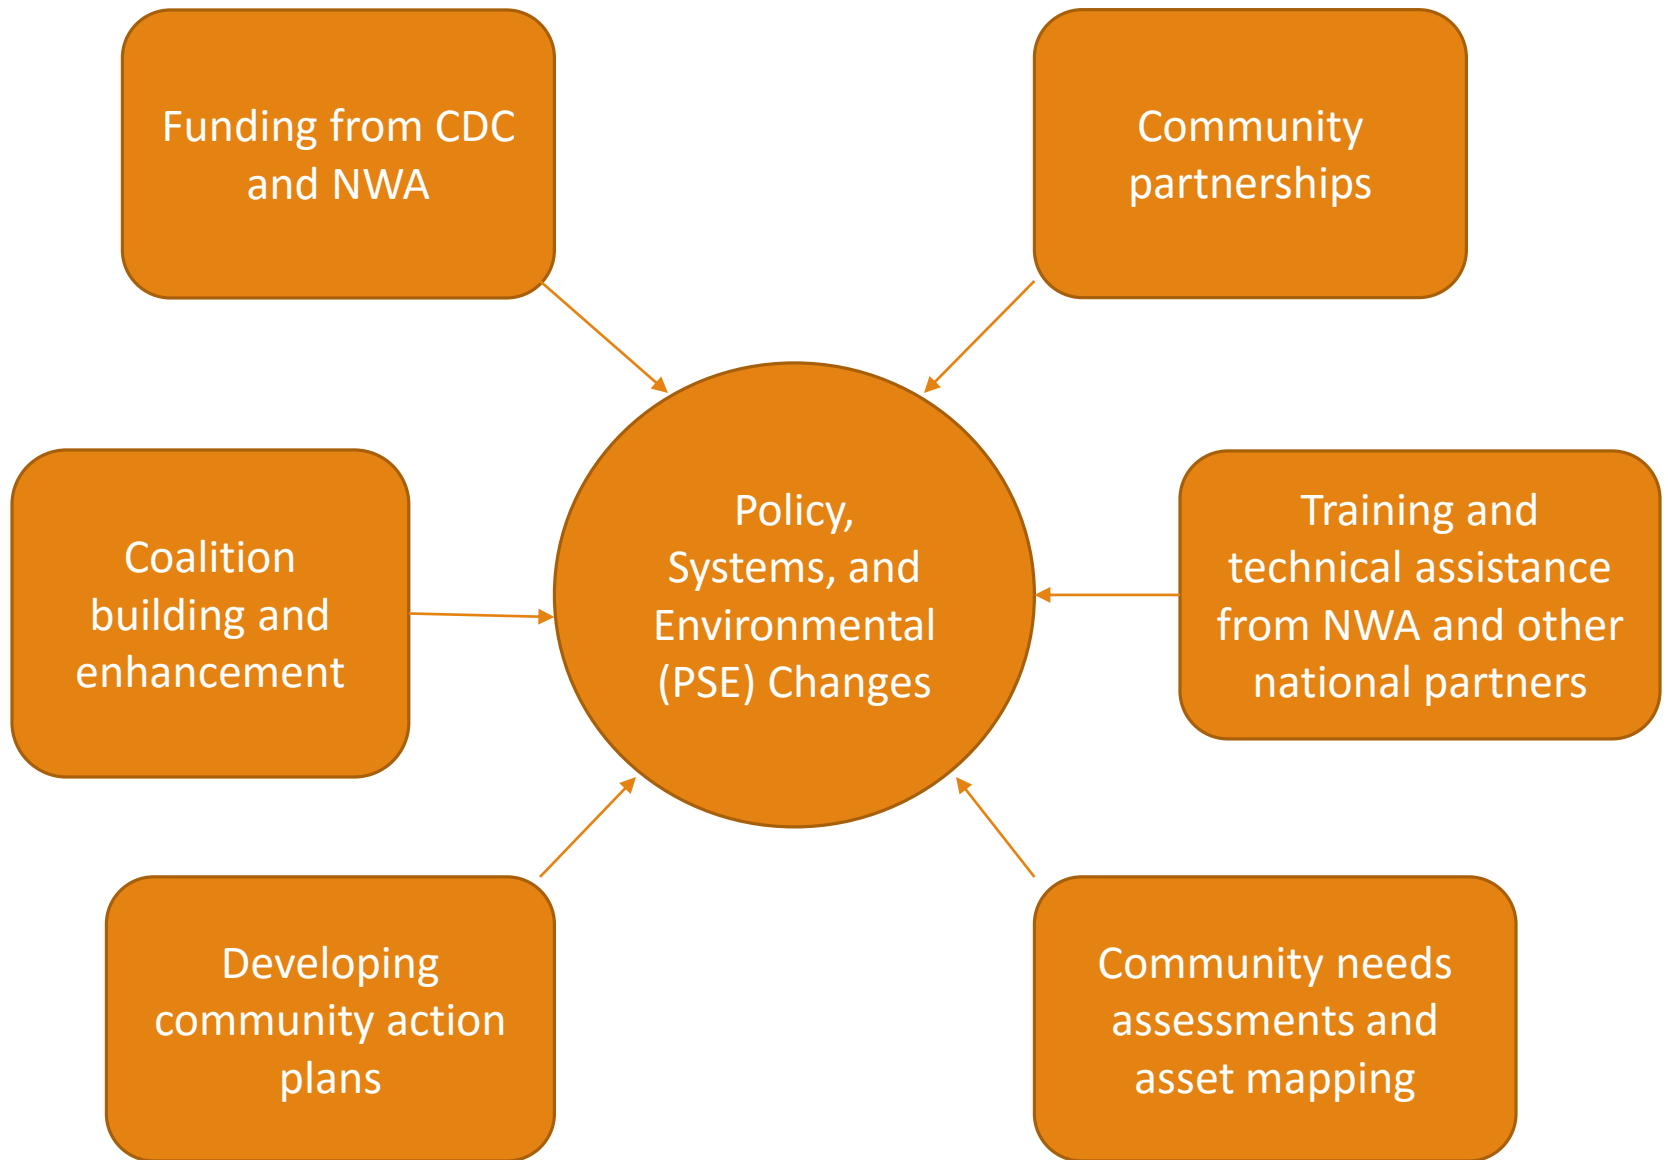 Funding from CDC
and NWA
Community
partnerships
Coalition
building and
enhancement
Policy,
Systems, and
Environmental
(PSE) Changes
Training and
technical assistance
from NWA and other
national partners
Developing
community action
plans
Community needs
assessments and
asset mapping